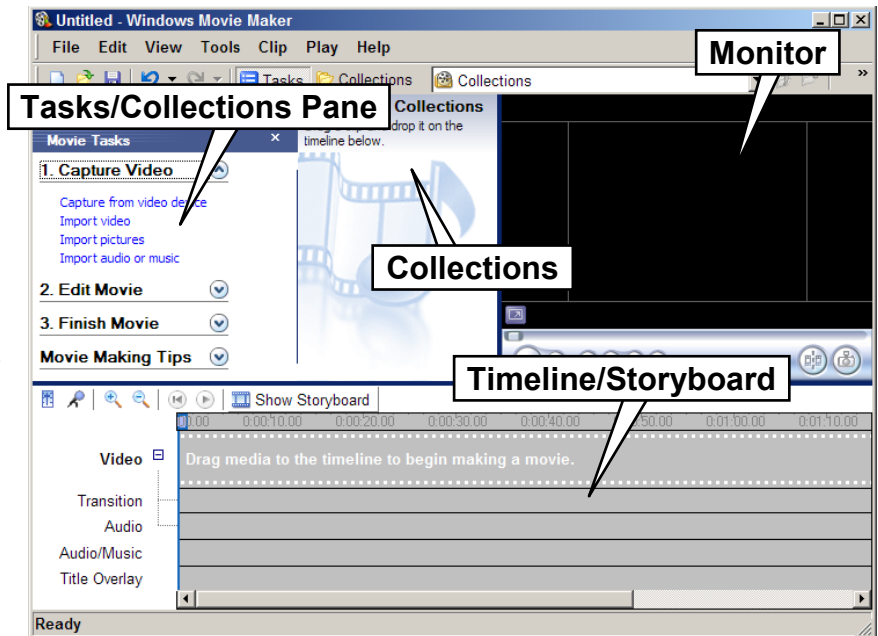 Untitled - Windows Movie Maker
File Edit View Tools Clip Play Help
Monitor
Tasks Collections Collections »
Tasks/Collections Pane
Collections
drop it on the
Movie Tasks ×
timeline below.
1. Capture Video
Capture from video device
Import video
Import pictures
Import audio or music
Collections
2. Edit Movie
3. Finish Movie
Movie Making Tips
Timeline/Storyboard
Show Storyboard
0:00:10.00 0:00:20.00 0:00:30.00 0:00:40.00 50.00 0:01:00.00 0:01:10.00
Video Drag media to the timeline to begin making a movie.
Transition
Audio
Audio/Music
Title Overlay
Ready